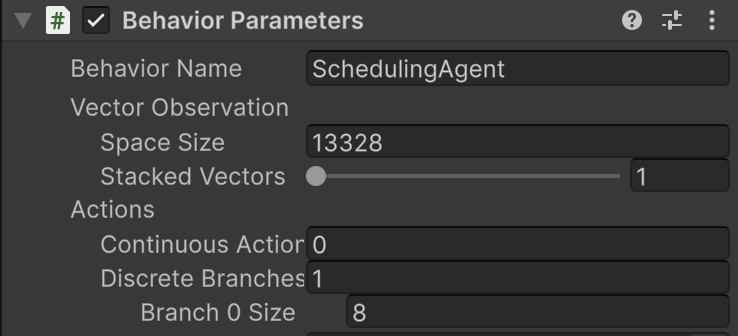 # Behavior Parameters
Behavior Name SchedulingAgent
Vector Observation
Space Size 13328
Stacked Vectors 1
Actions
Continuous Action 0
Discrete Branches 1
Branch 0 Size 8